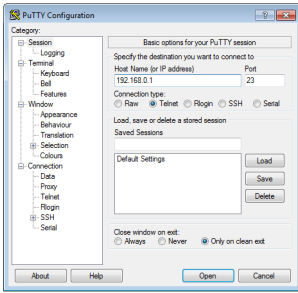 PuTTY Configuration
Category:
Session
Logging
Terminal
Keyboard
Bell
Features
Window
Appearance
Behaviour
Translation
Selection
Colours
Connection
Data
Proxy
Telnet
Rlogin
SSH
Serial
Basic options for your PuTTY session
Specify the destination you want to connect to
Host Name (or IP address) Port
192.168.0.1 23
Connection type:
Raw Telnet Rlogin SSH Serial
Load, save or delete a stored session
Saved Sessions
Default Settings
Load
Save
Delete
Close window on exit:
Always Never Only on clean exit
About Help Open Cancel